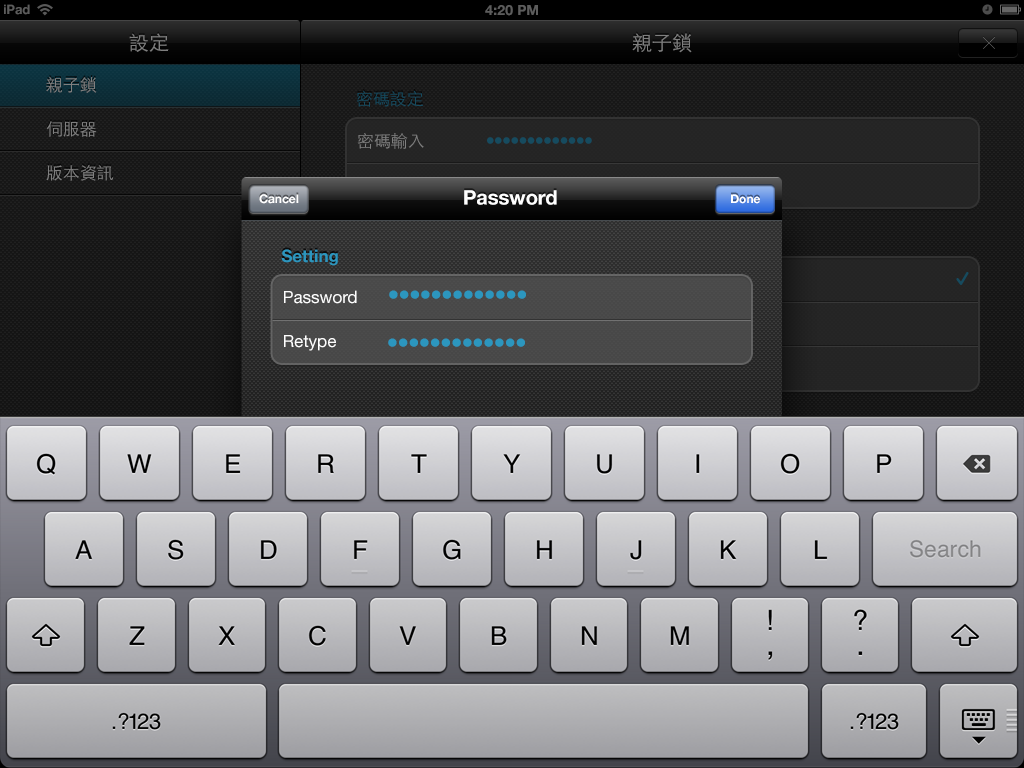 iPad 4:20 PM
設定 親子鎖
親子鎖
伺服器
版本資訊
密碼設定
密碼輸入 •••••••••••••
Cancel Password Done
Setting
Password •••••••••••••
Retype •••••••••••••
Q W E R T Y U I O P
A S D F G H J K L Search
Z X C V B N M ! , ? .
.?123 .?123